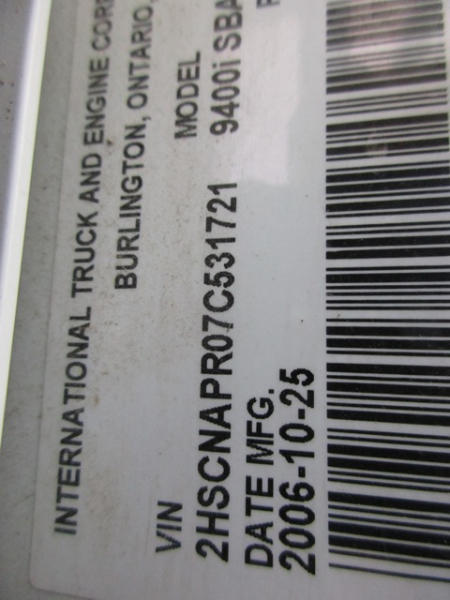 INTERNATIONAL TRUCK AND ENGINE COR
BURLINGTON, ONTARIO,
VIN MODEL
2HSCNAPR07C531721 9400i SBA
DATE MFG.
2006-10-25